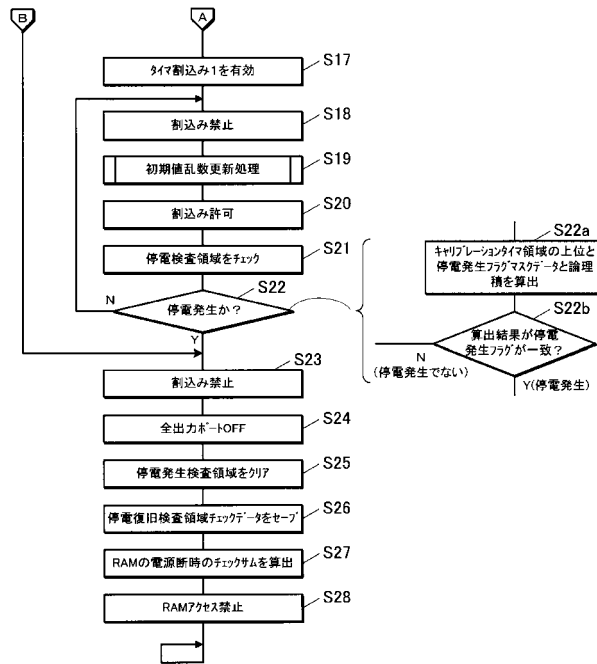 B
A
タイマ割込み1を有効
S17
割込み禁止
S18
初期値乱数更新処理
S19
割込み許可
S20
停電検査領域をチェック
S21
停電発生か?
S22
N
Y
割込み禁止
S23
全出力ポートOFF
S24
停電発生検査領域をクリア
S25
停電復旧検査領域チェックデータをセーブ
S26
RAMの電源断時のチェックサムを算出
S27
RAMアクセス禁止
S28
S22a
キャリブレーションタイマ領域の上位と
停電発生フラグマスクデータと論理
積を算出
S22b
算出結果が停電
発生フラグが一致?
N
(停電発生でない)
Y(停電発生)